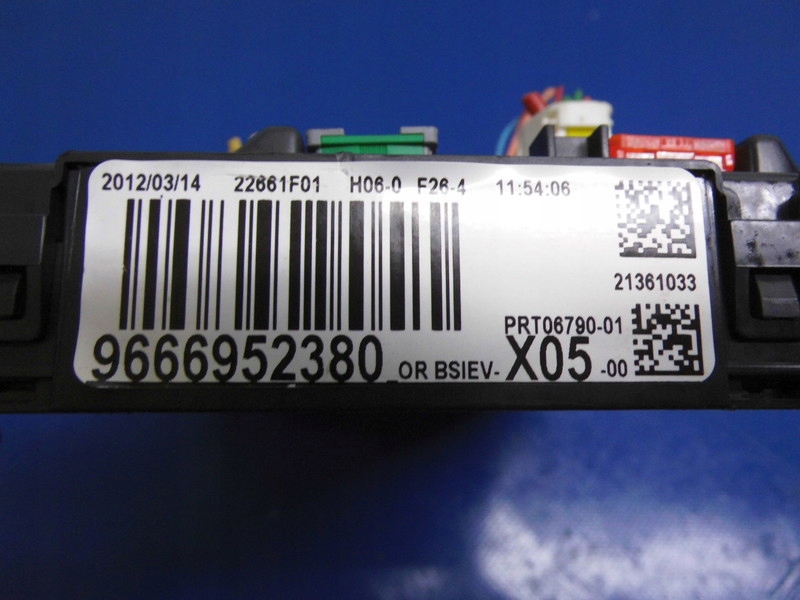 2012/03/14 22661F01 H06-0 F26-4 11:54:06
21361033
PRT06790-01
9666952380 OR BSIEV- X05 -00